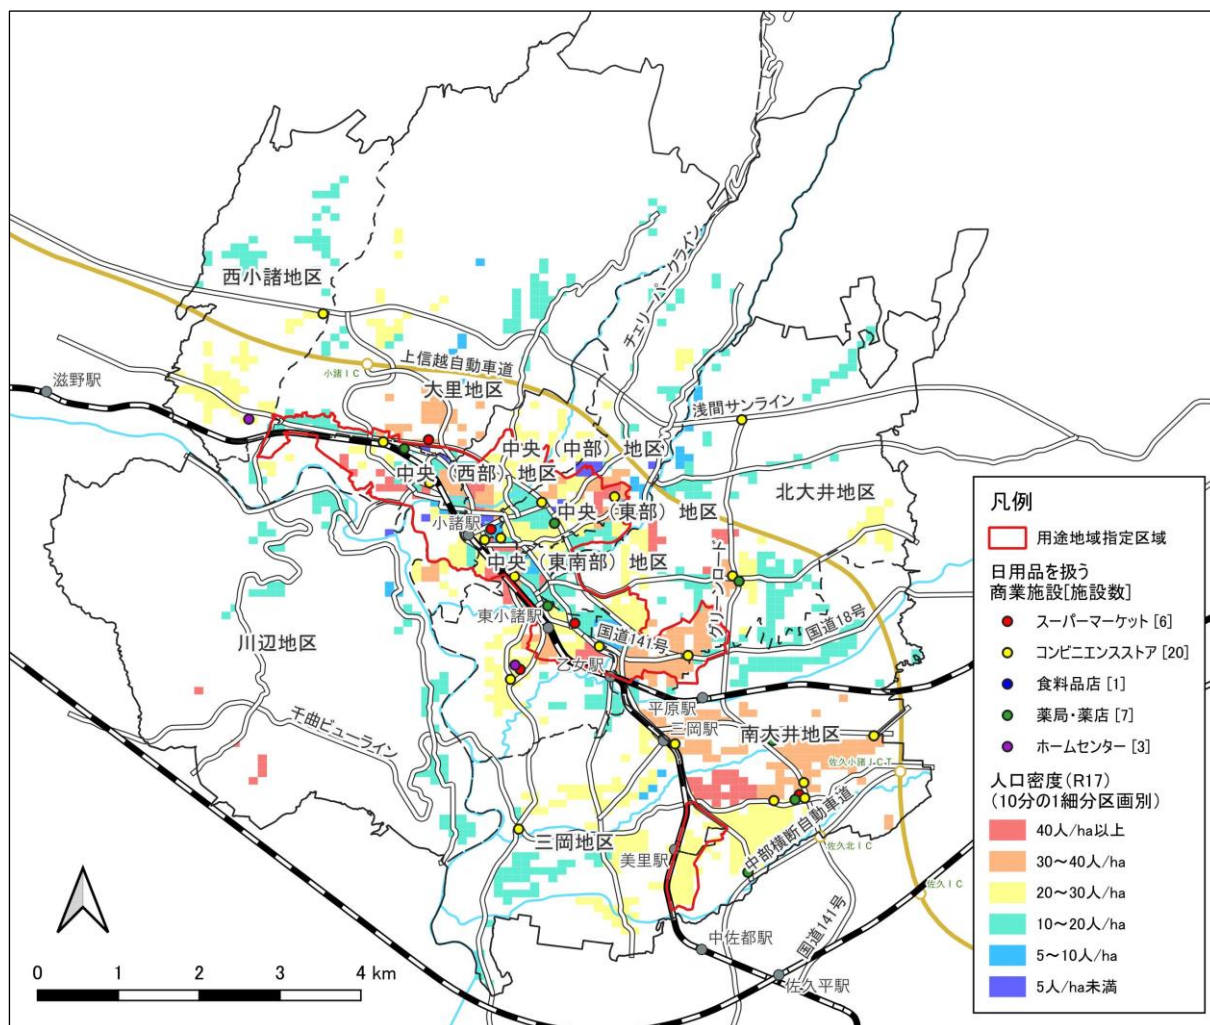 西小諸地区
チェリーパークライン
上信越自動車道
小諸IC
滋野駅
大里地区
浅間サンライン
中央（中部）地区
中央（西部）地区
北大井地区
中央（東部）地区
小諸駅
中央（東南部）地区
グリーンロード
東小諸駅
国道141号
国道18号
川辺地区
乙女駅
平原駅
千曲ビューライン
三岡駅
南大井地区
佐久小諸JCT
中部横断自動車道
三岡地区
美里駅
佐久北IC
佐久IC
国道141号
中佐都駅
佐久平駅
0 1 2 3 4 km
凡例
用途地域指定区域
日用品を扱う
商業施設[施設数]
スーパーマーケット [6]
コンビニエンスストア [20]
食料品店 [1]
薬局・薬店 [7]
ホームセンター [3]
人口密度(R17)
(10分の1細分区画別)
40人/ha以上
30～40人/ha
20～30人/ha
10～20人/ha
5～10人/ha
5人/ha未満